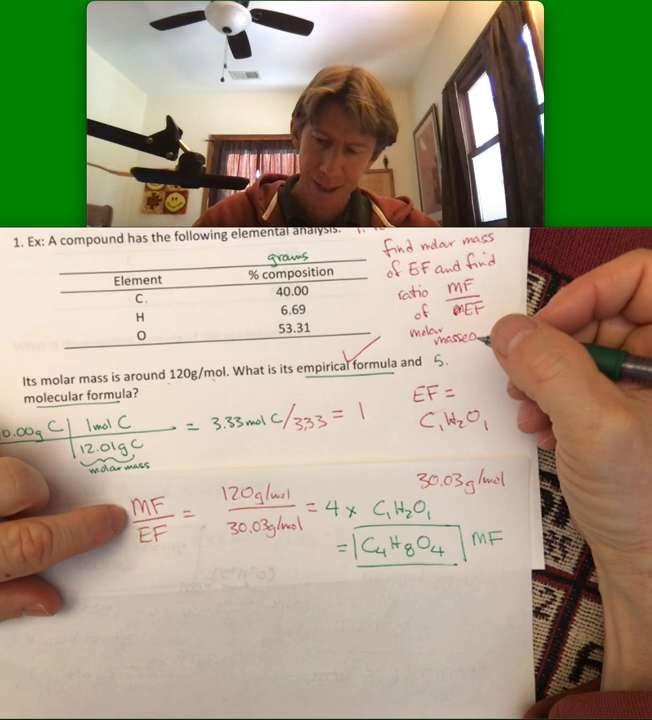 1. Ex: A compound has the following elemental analysis.
grams
Element % composition
C. 40.00
H 6.69
O 53.31
find molar mass
of EF and find
ratio MF
of MEF
molar
masses
Its molar mass is around 120g/mol. What is its empirical formula and 5.
molecular formula?
EF =
C₁H₂O₁
0.00g C | 1mol C = 3.33mol C/3.33 = 1
12.01g C
molar mass
30.03g/mol
MF = 120g/mol = 4 x C₁H₂O₁
EF 30.03g/mol
= C₄H₈O₄ MF